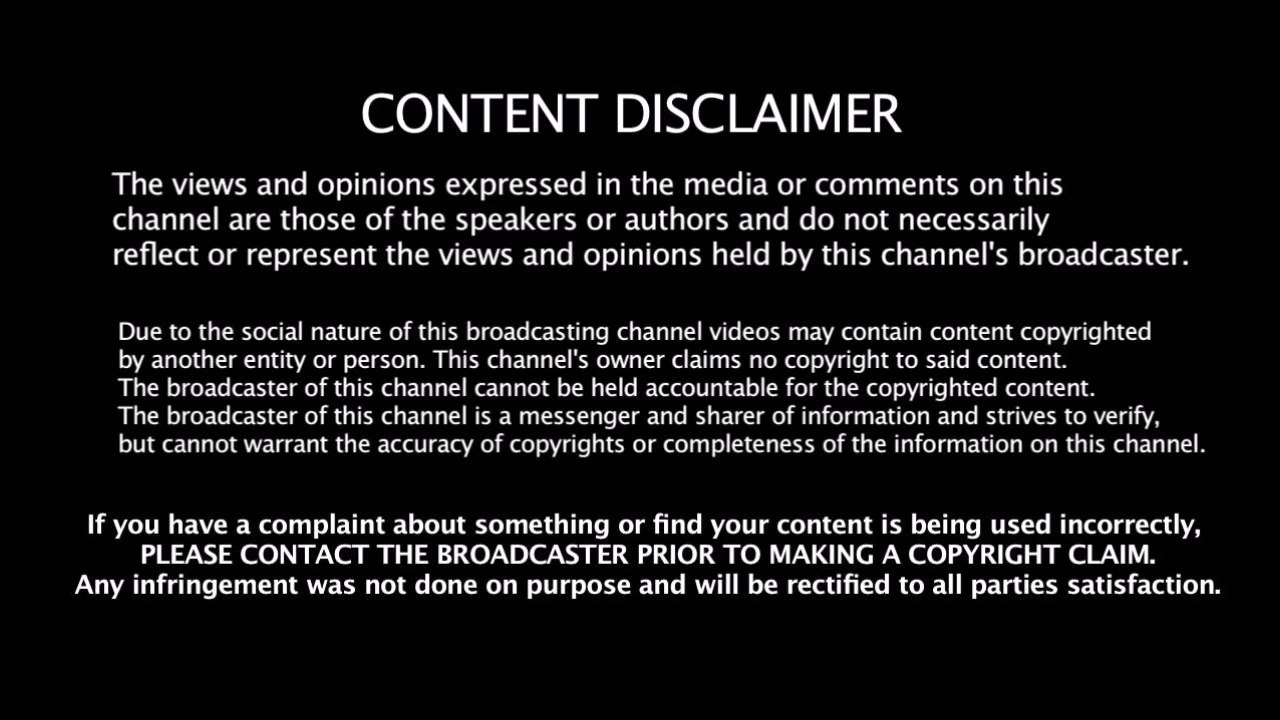 CONTENT DISCLAIMER
The views and opinions expressed in the media or comments on this
channel are those of the speakers or authors and do not necessarily
reflect or represent the views and opinions held by this channel's broadcaster.
Due to the social nature of this broadcasting channel videos may contain content copyrighted
by another entity or person. This channel's owner claims no copyright to said content.
The broadcaster of this channel cannot be held accountable for the copyrighted content.
The broadcaster of this channel is a messenger and sharer of information and strives to verify,
but cannot warrant the accuracy of copyrights or completeness of the information on this channel.
If you have a complaint about something or find your content is being used incorrectly,
PLEASE CONTACT THE BROADCASTER PRIOR TO MAKING A COPYRIGHT CLAIM.
Any infringement was not done on purpose and will be rectified to all parties satisfaction.